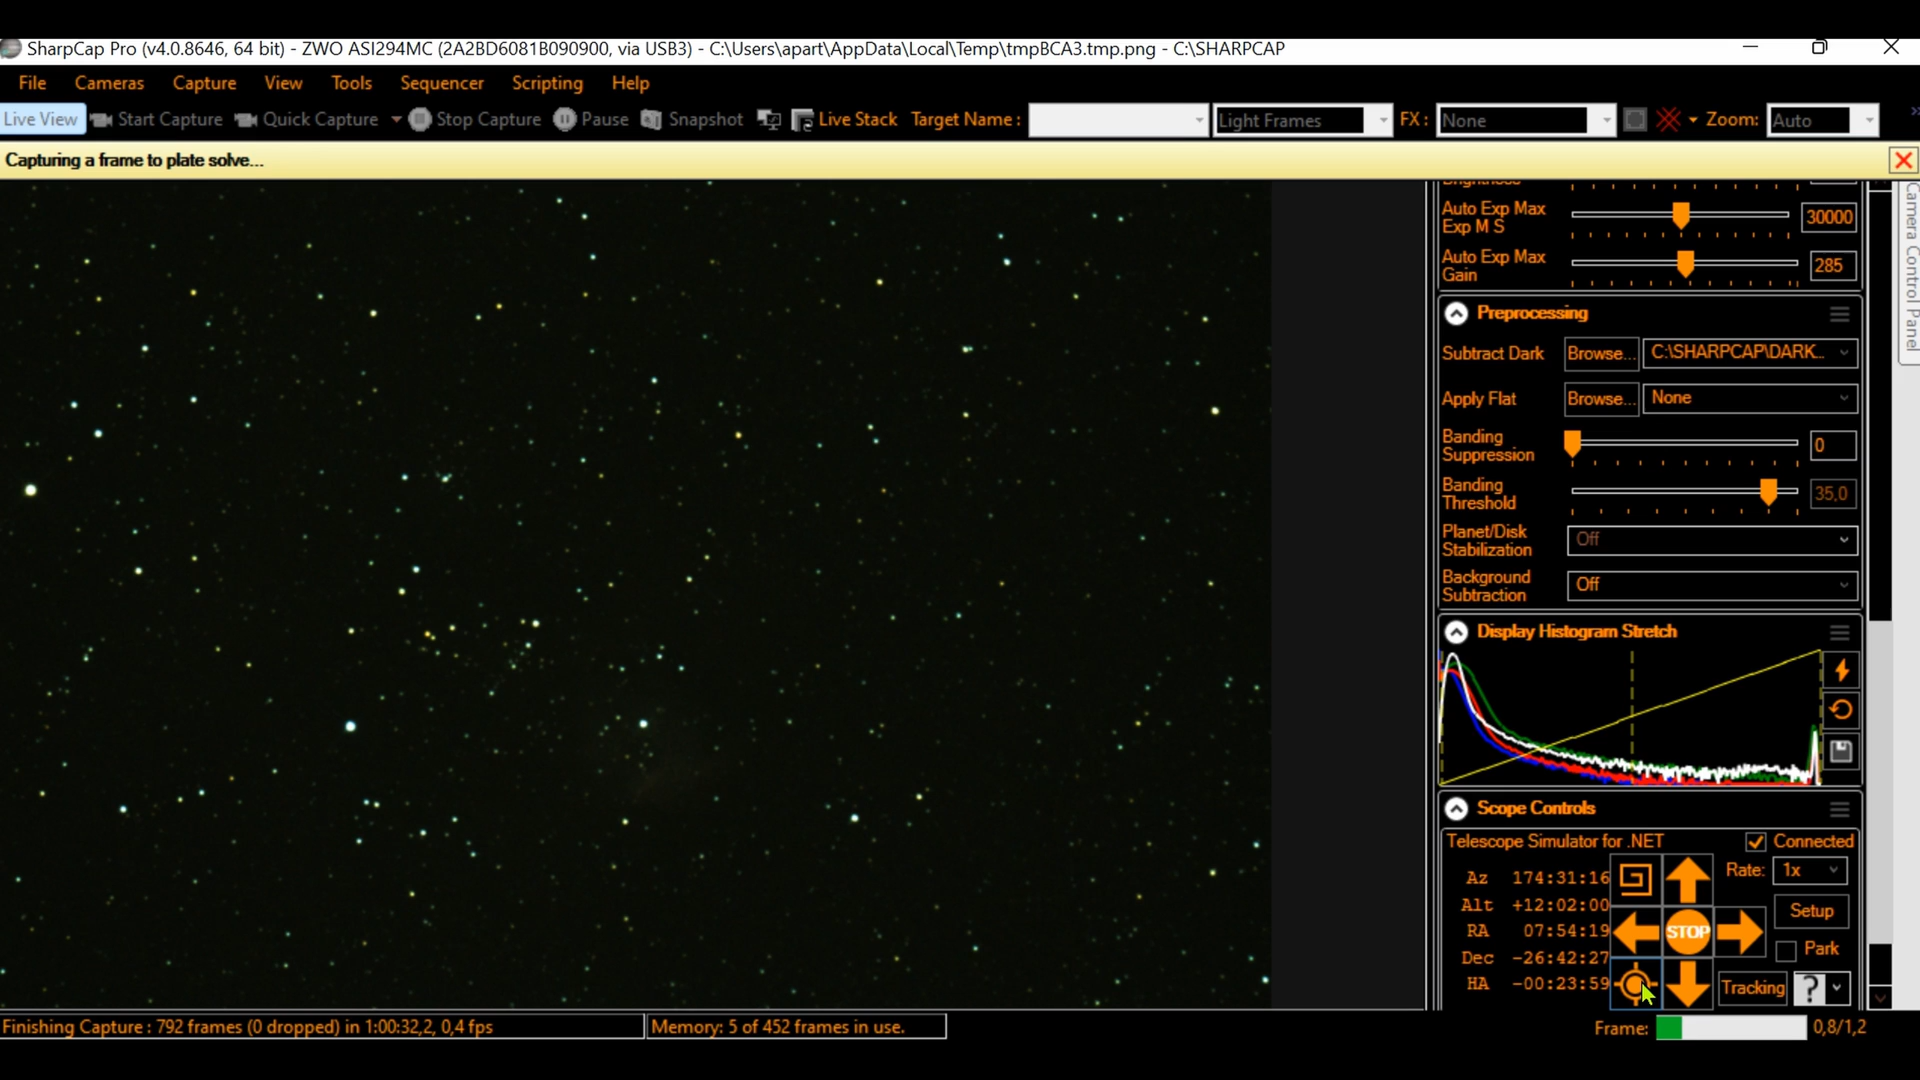 SharpCap Pro (v4.0.8646, 64 bit) - ZWO ASI294MC (2A2BD6081B090900, via USB3) - C:\Users\apart\AppData\Local\Temp\tmpBCA3.tmp.png - C:\SHARPCAP
File Cameras Capture View Tools Sequencer Scripting Help
Live View Start Capture Quick Capture Stop Capture Pause Snapshot Live Stack Target Name : Light Frames FX : None Zoom: Auto
Capturing a frame to plate solve...
Brightness
Auto Exp Max
Exp M S
30000
Auto Exp Max
Gain
285
Preprocessing
Subtract Dark Browse... C:\SHARPCAP\DARK...
Apply Flat Browse... None
Banding
Suppression
0
Banding
Threshold
35,0
Planet/Disk
Stabilization
Off
Background
Subtraction
Off
Display Histogram Stretch
Scope Controls
Telescope Simulator for .NET Connected
Rate: 1x
Az 174:31:16
Alt +12:02:00
RA 07:54:19
Dec -26:42:27
HA -00:23:59
STOP
Setup
Park
Tracking ?
Camera Control Panel
Finishing Capture : 792 frames (0 dropped) in 1:00:32,2, 0,4 fps
Memory: 5 of 452 frames in use.
Frame: 0,8/1,2